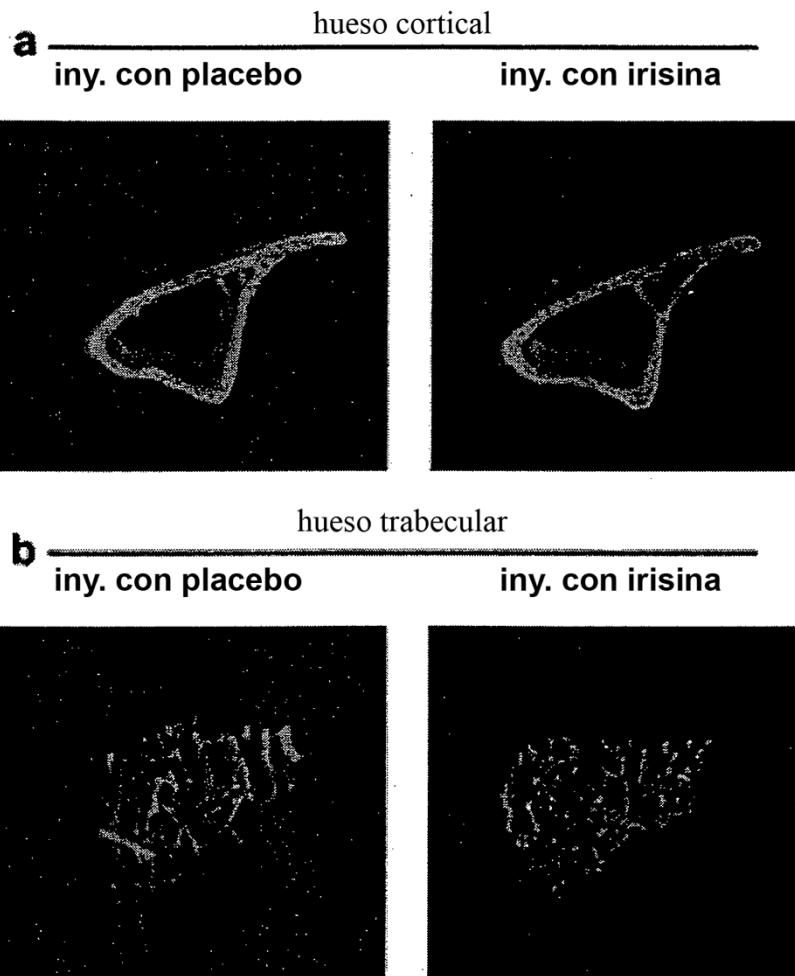 a
hueso cortical
iny. con placebo
iny. con irisina
b
hueso trabecular
iny. con placebo
iny. con irisina